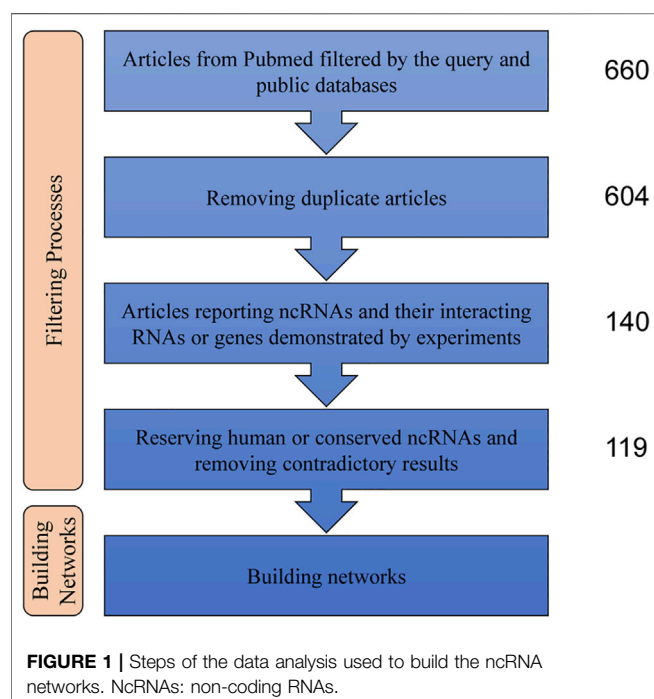 Filtering Processes
Articles from Pubmed filtered by the query and
public databases
660
Removing duplicate articles
604
Articles reporting ncRNAs and their interacting
RNAs or genes demonstrated by experiments
140
Reserving human or conserved ncRNAs and
removing contradictory results
119
Building
Networks
Building networks
FIGURE 1 | Steps of the data analysis used to build the ncRNA
networks. NcRNAs: non-coding RNAs.